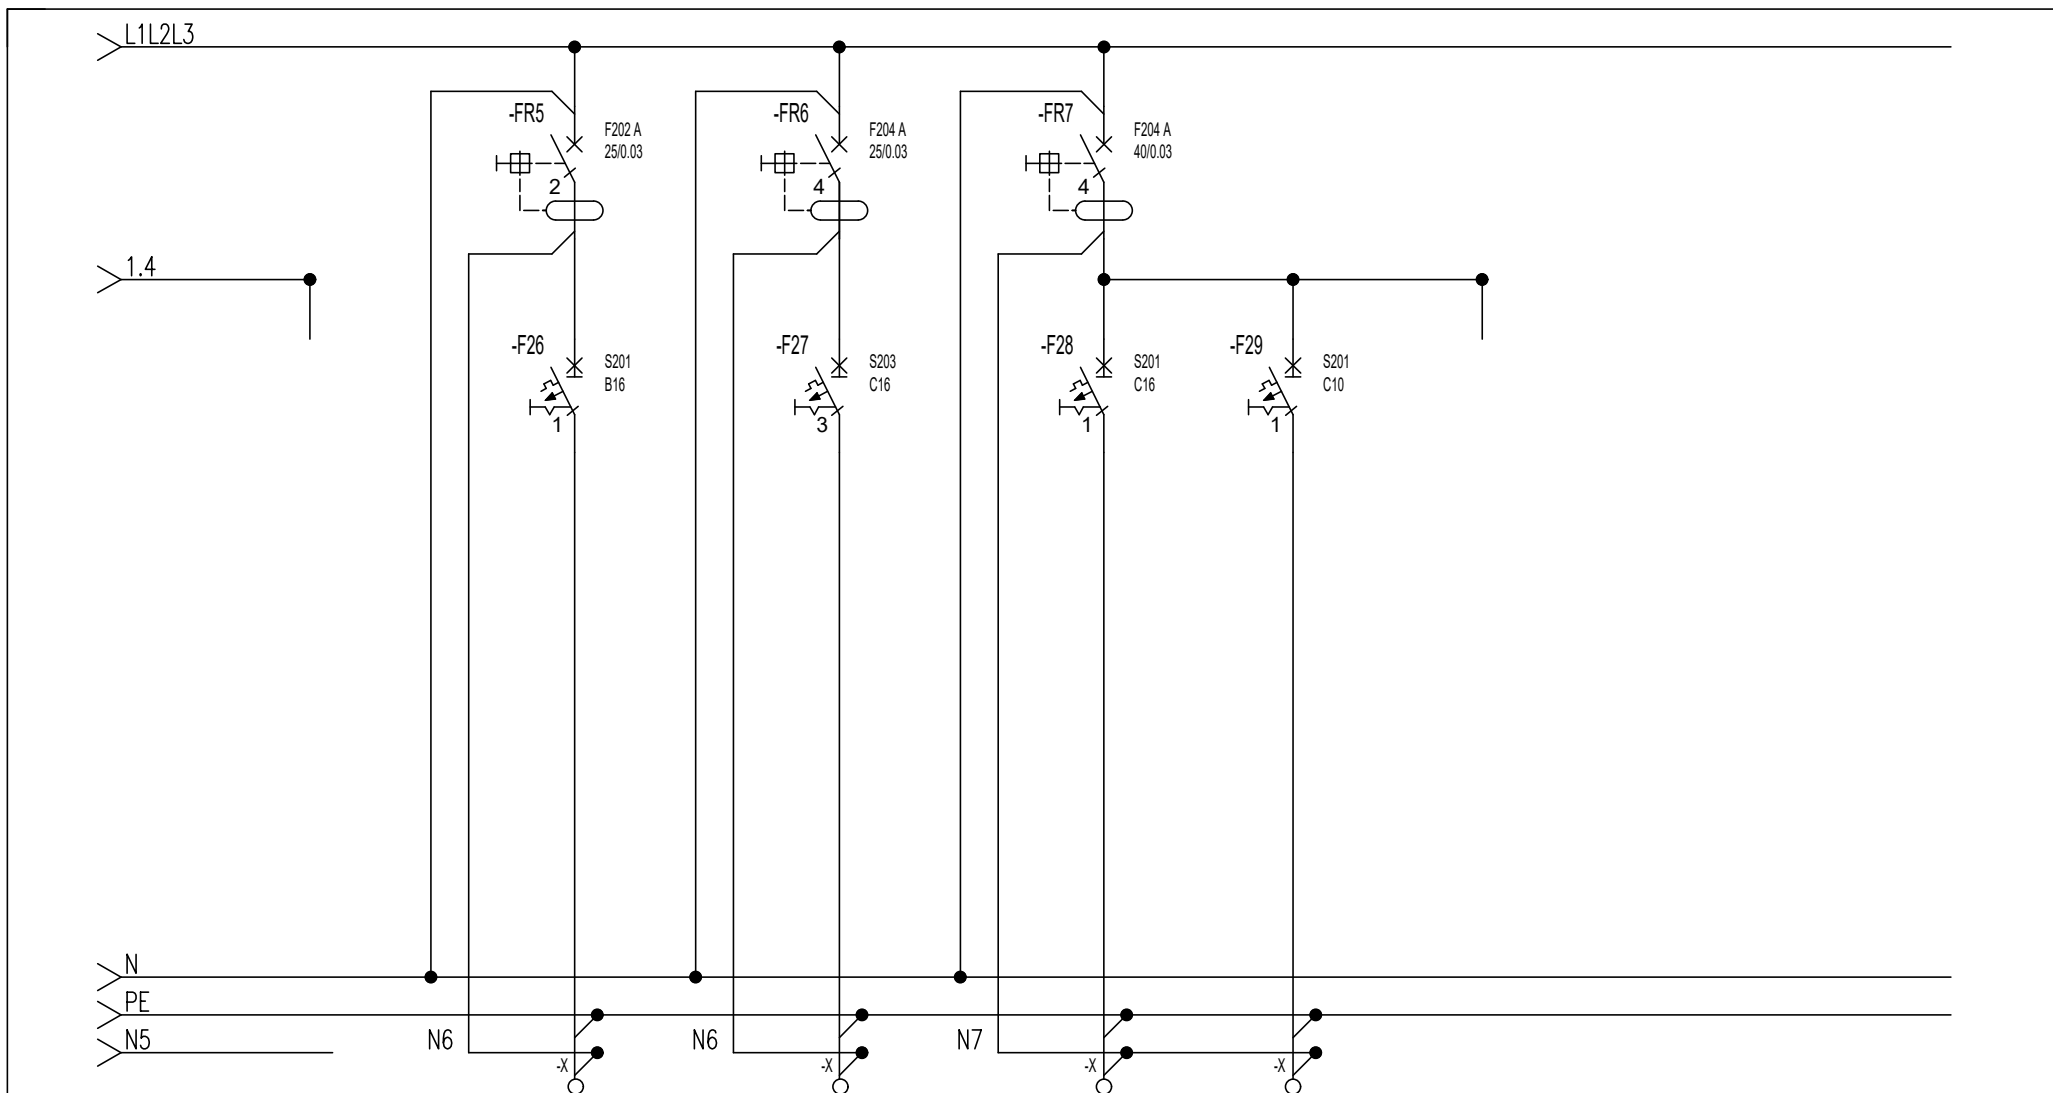 L1L2L3
-FR5
F202 A
25/0.03
2
-FR6
F204 A
25/0.03
4
-FR7
F204 A
40/0.03
4
1.4
-F26
S201
B16
1
-F27
S203
C16
3
-F28
S201
C16
1
-F29
S201
C10
1
N
PE
N5
N6
N6
N7
-X
-X
-X
-X